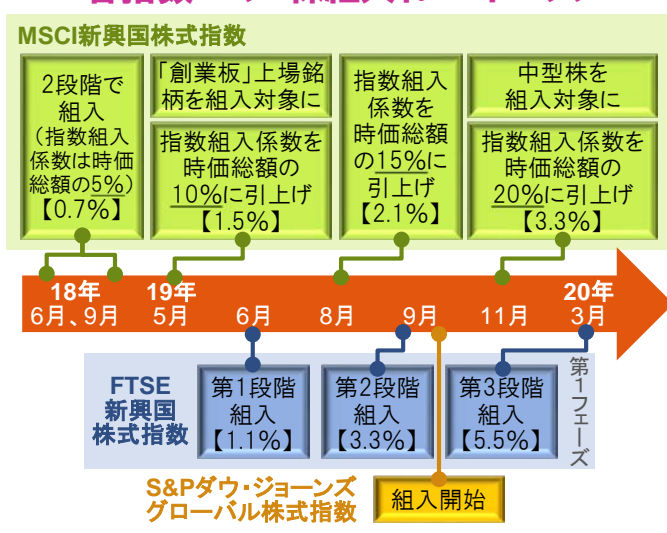 MSCI新興国株式指数
2段階で
組入
(指数組入
係数は時価
総額の5%)
【0.7%】
「創業板」上場銘
柄を組入対象に
指数組入係数を
時価総額の
10%に引上げ
【1.5%】
指数組入
係数を
時価総額
の15%に
引上げ
【2.1%】
中型株を
組入対象に
指数組入係数を
時価総額の
20%に引上げ
【3.3%】
18年
6月、9月
19年
5月
6月
8月
9月
11月
20年
3月
FTSE
新興国
株式指数
第1段階
組入
【1.1%】
第2段階
組入
【3.3%】
第3段階
組入
【5.5%】
第1フェーズ
S&Pダウ・ジョーンズ
グローバル株式指数
組入開始